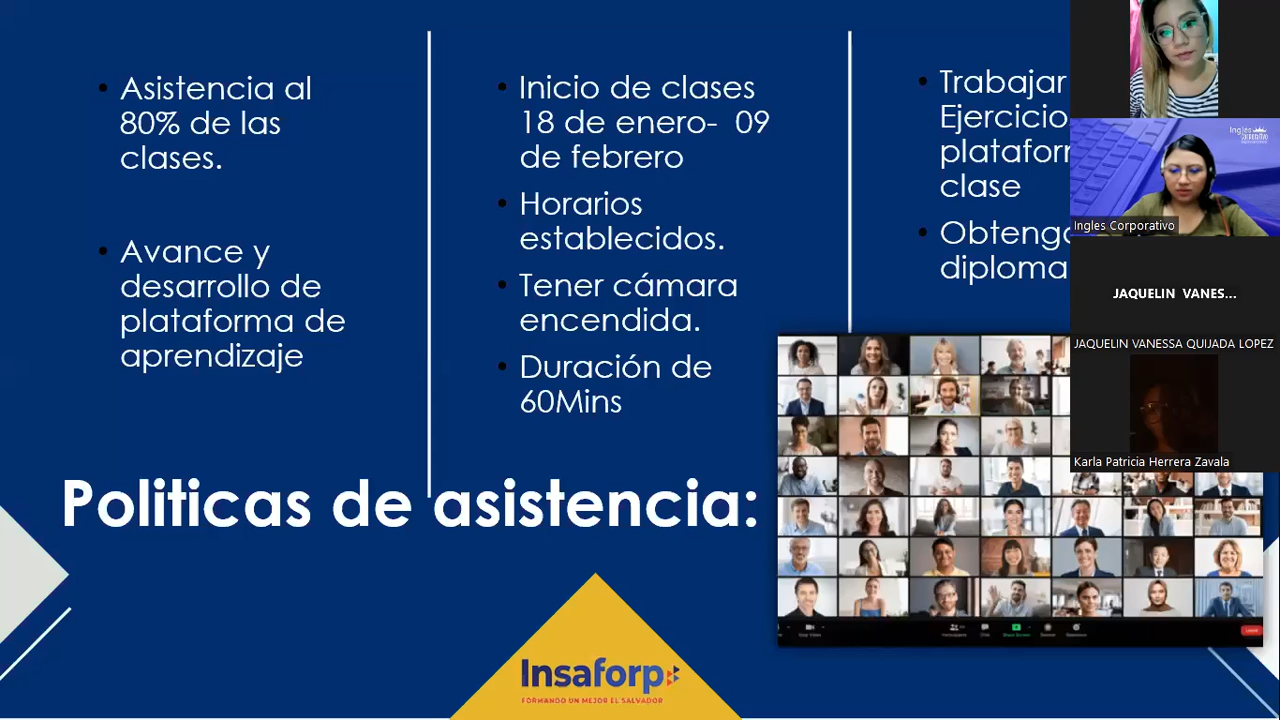 Asistencia al
80% de las
clases.
Avance y
desarrollo de
plataforma de
aprendizaje
Inicio de clases
18 de enero- 09
de febrero
Horarios
establecidos.
Tener cámara
encendida.
Duración de
60Mins
Trabajar
Ejercicio
platafor
clase
Obteng
diploma
Politicas de asistencia:
Insaforp
FORMANDO UN MEJOR EL SALVADOR
Ingles Corporativo
JAQUELIN VANES...
JAQUELIN VANESSA QUIJADA LOPEZ
Karla Patricia Herrera Zavala